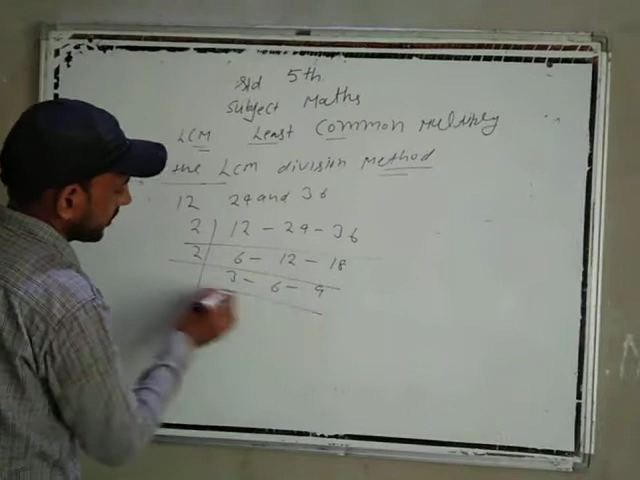 Std 5th
Subject Maths
LCM Least Common Multiply
the LCM division method
12 24 and 36
2 | 12 - 24 - 36
2 | 6 - 12 - 18
3 - 6 - 9